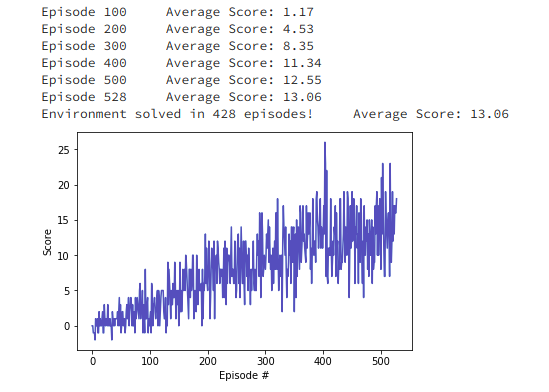 Episode 100 Average Score: 1.17
Episode 200 Average Score: 4.53
Episode 300 Average Score: 8.35
Episode 400 Average Score: 11.34
Episode 500 Average Score: 12.55
Episode 528 Average Score: 13.06
Environment solved in 428 episodes! Average Score: 13.06
25
20
15
10
5
0
Score
0 100 200 300 400 500
Episode #